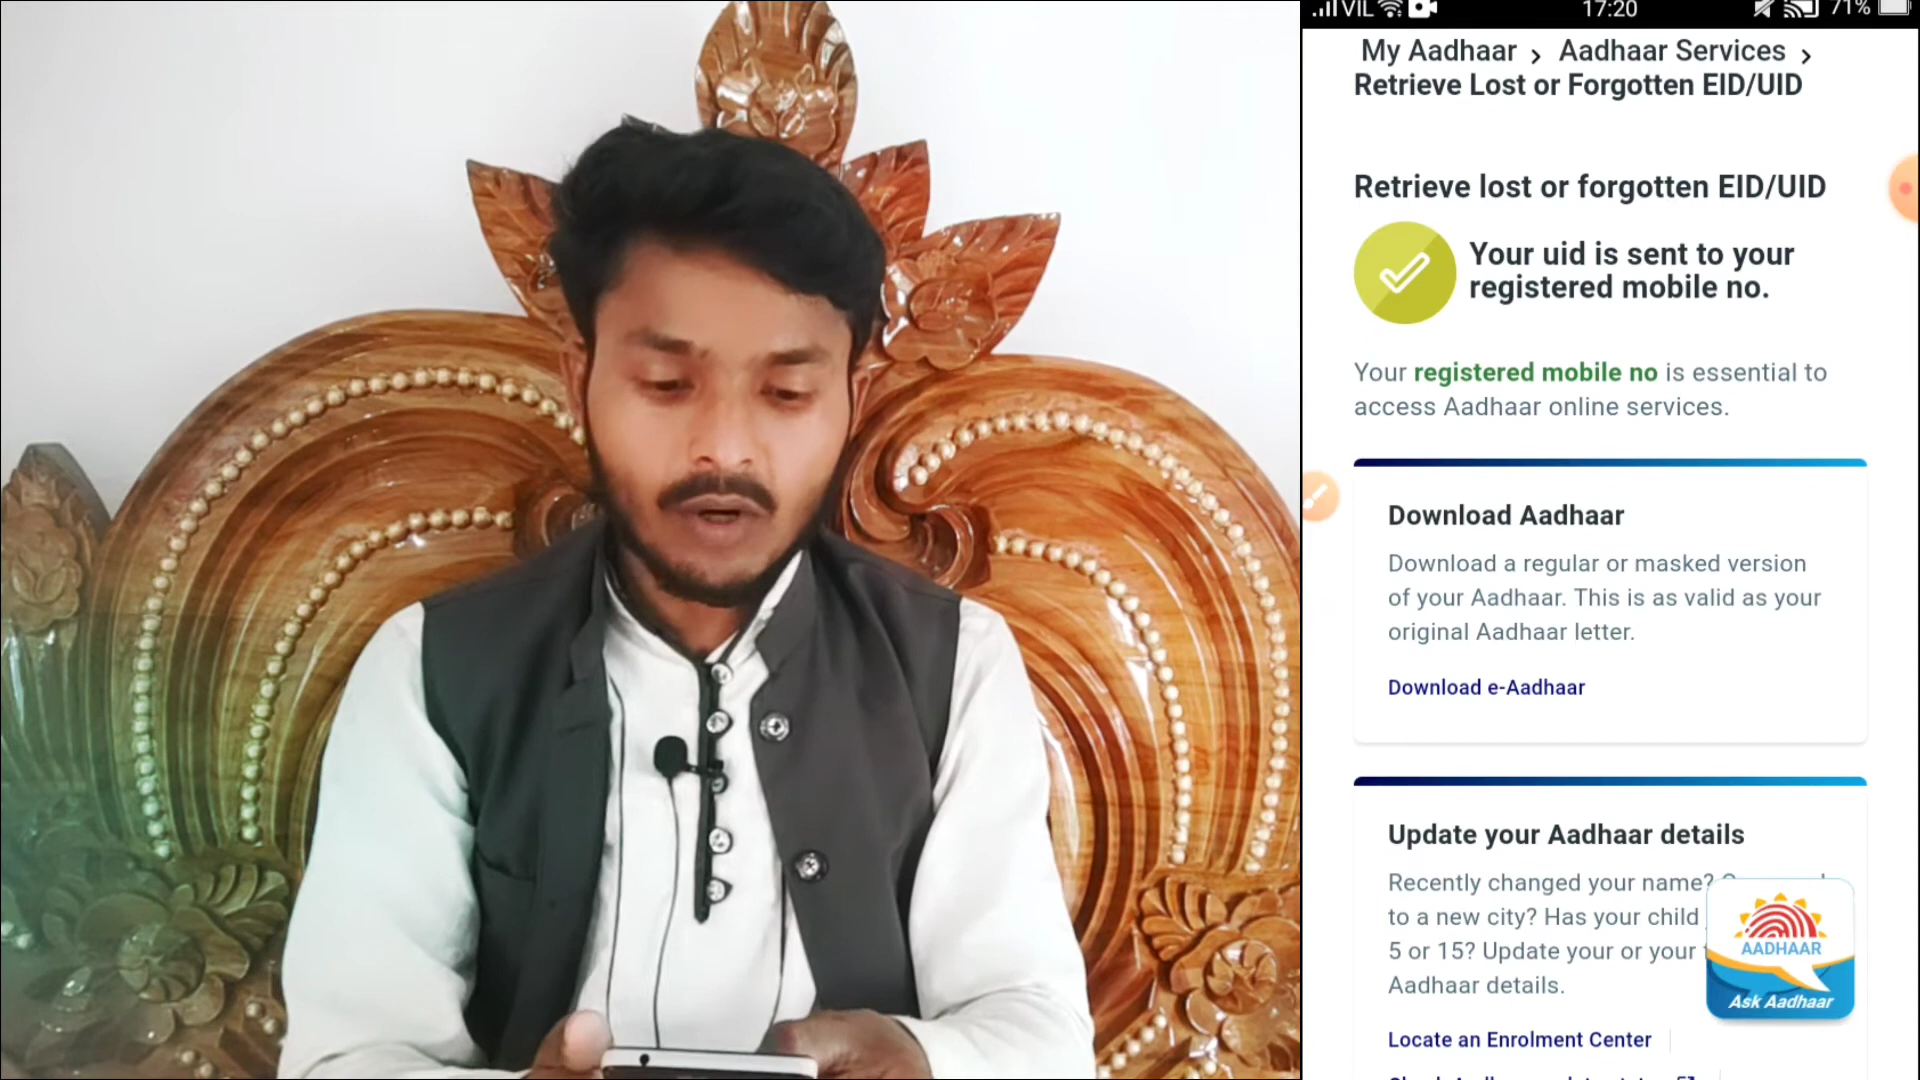 VIL 17:20 71%
My Aadhaar › Aadhaar Services ›
Retrieve Lost or Forgotten EID/UID
Retrieve lost or forgotten EID/UID
Your uid is sent to your
registered mobile no.
Your registered mobile no is essential to
access Aadhaar online services.
Download Aadhaar
Download a regular or masked version
of your Aadhaar. This is as valid as your
original Aadhaar letter.
Download e-Aadhaar
Update your Aadhaar details
Recently changed your name?
to a new city? Has your child
5 or 15? Update your or your
Aadhaar details.
AADHAAR
Ask Aadhaar
Locate an Enrolment Center